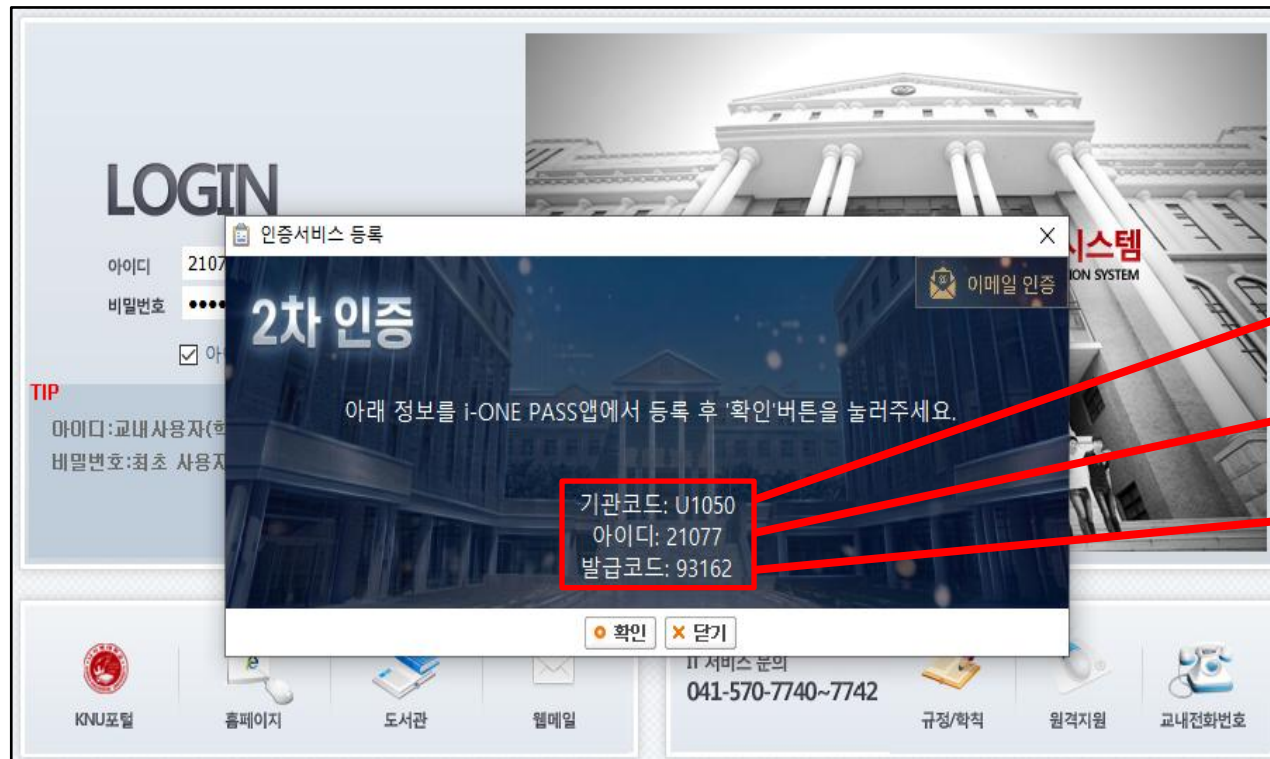 LOGIN
아이디 2107
비밀번호
아
TIP
아이디:교내사용자(학
비밀번호:최초 사용자
시스템
ION SYSTEM
인증서비스 등록
이메일 인증
2차 인증
아래 정보를 i-ONE PASS앱에서 등록 후 '확인'버튼을 눌러주세요.
기관코드: U1050
아이디: 21077
발급코드: 93162
확인
닫기
KNU포털
홈페이지
도서관
웹메일
IT 서비스 문의
041-570-7740~7742
규정/학칙
원격지원
교내전화번호